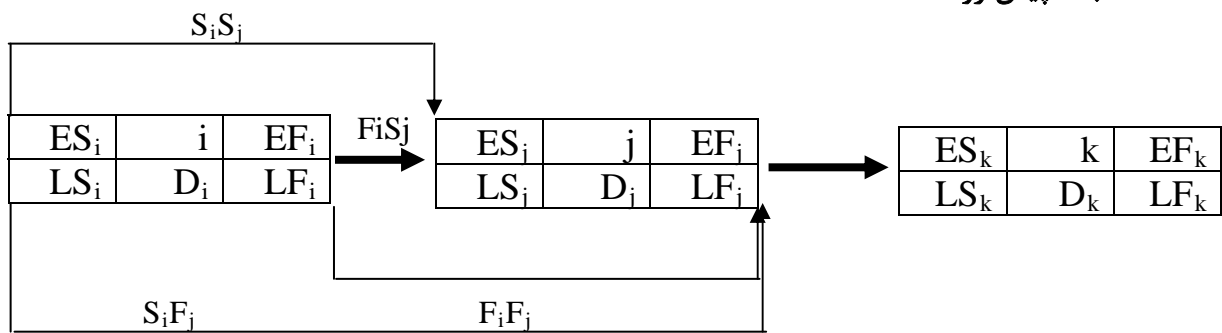 SᵢSⱼ
ESᵢ i EFᵢ
LSᵢ Dᵢ LFᵢ
FiSj
ESⱼ j EFⱼ
LSⱼ Dⱼ LFⱼ
ESₖ k EFₖ
LSₖ Dₖ LFₖ
SᵢFⱼ FᵢFⱼ